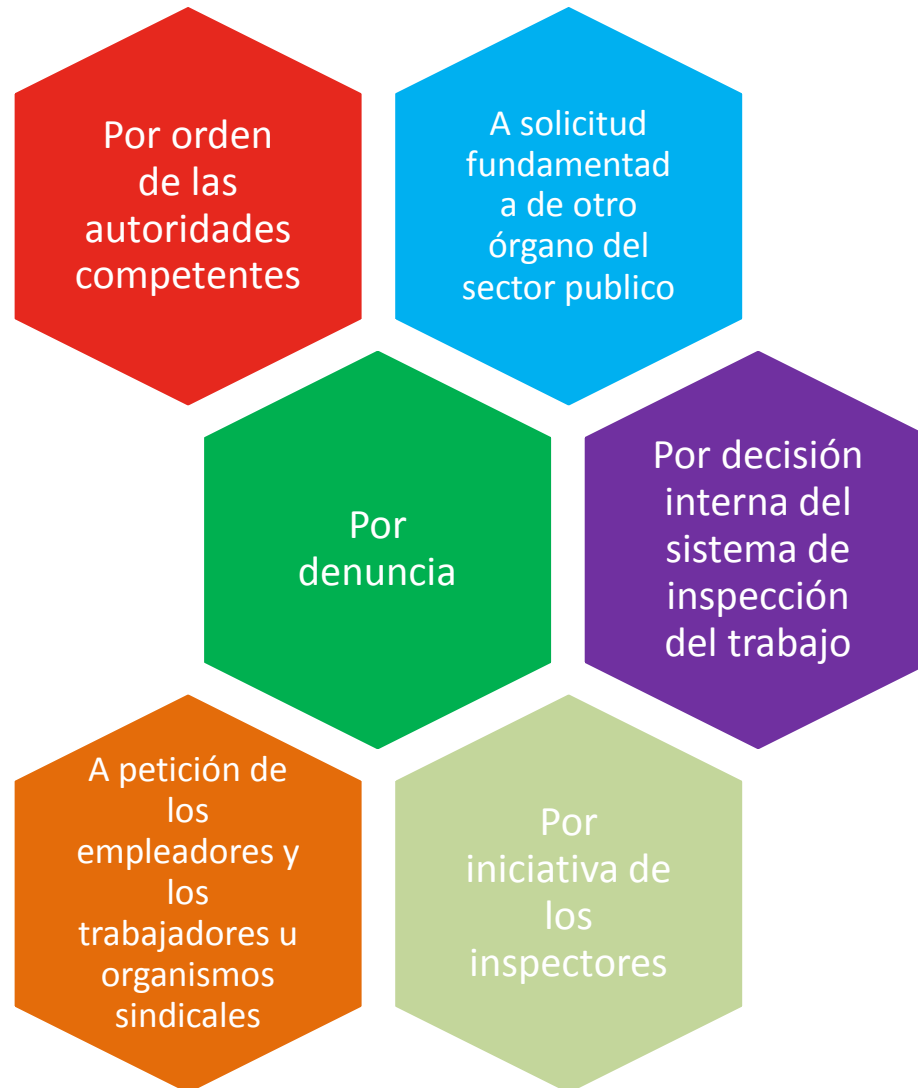 Por orden
de las
autoridades
competentes
A solicitud
fundamentad
a de otro
órgano del
sector publico
Por
denuncia
Por decisión
interna del
sistema de
inspección
del trabajo
A petición de
los
empleadores y
los
trabajadores u
organismos
sindicales
Por
iniciativa de
los
inspectores